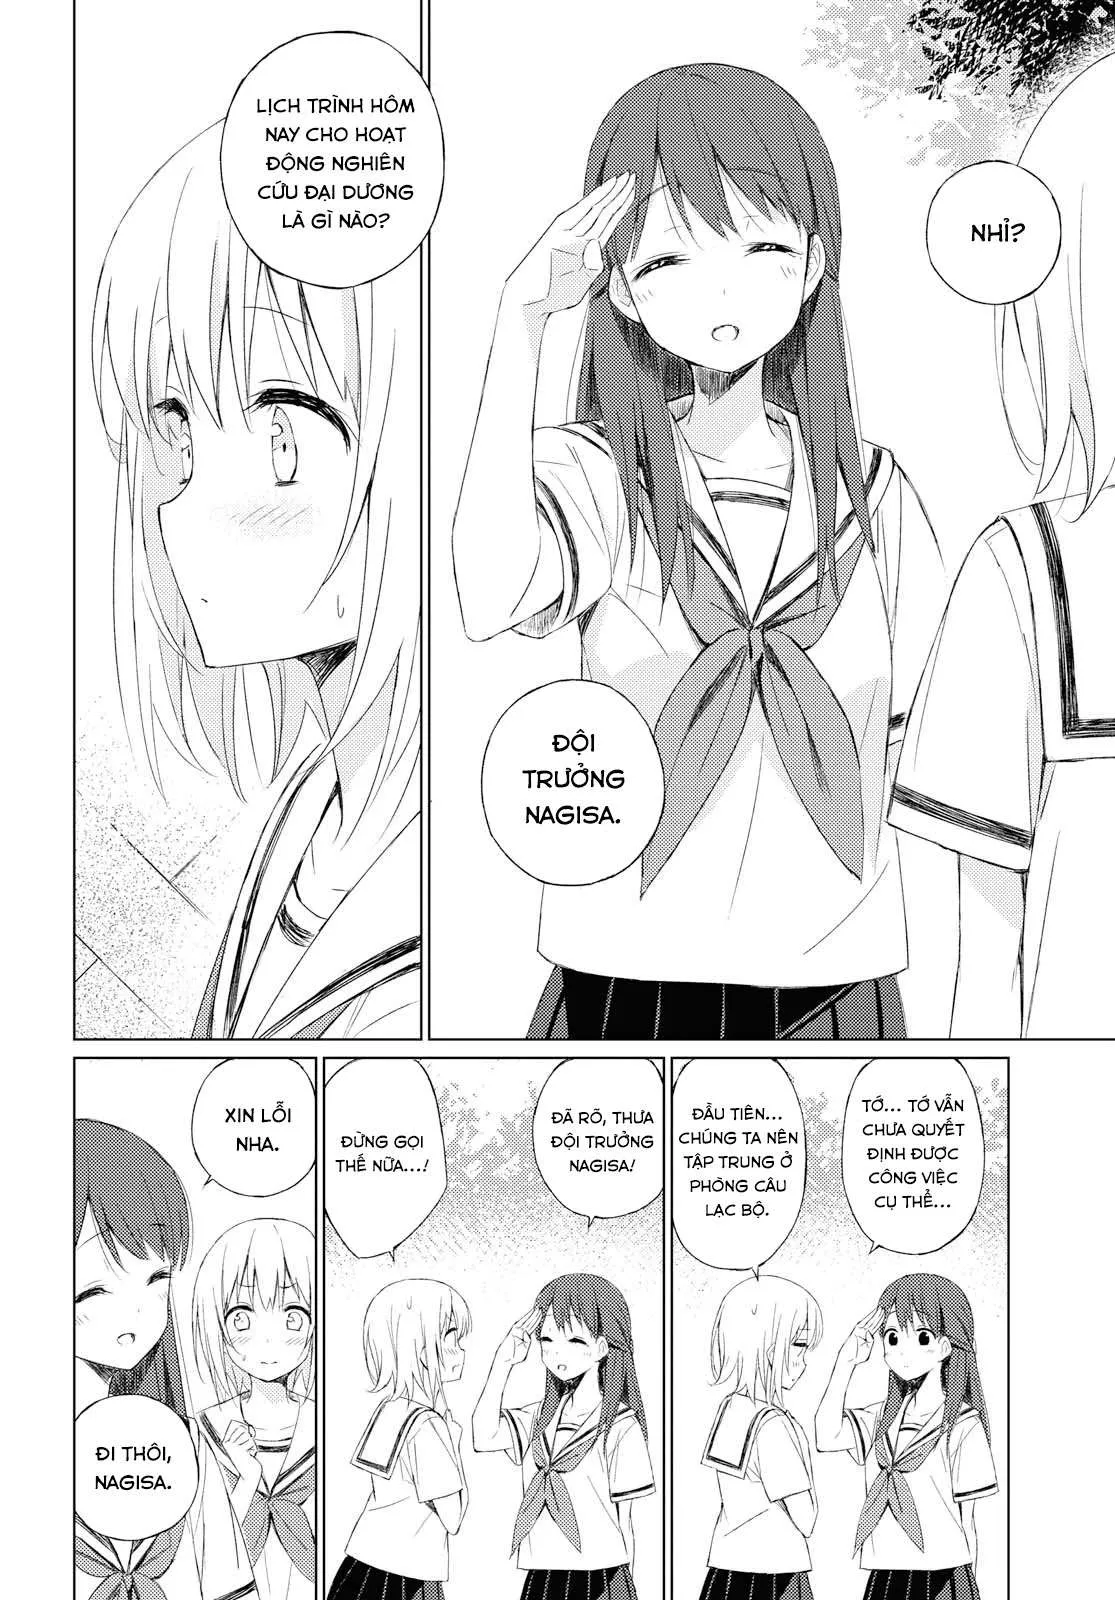 NHỈ?
ĐỘI
TRƯỞNG
NAGISA.
LỊCH TRÌNH HÔM
NAY CHO HOẠT
ĐỘNG NGHIÊN
CỨU ĐẠI DƯƠNG
LÀ GÌ NÀO?
TỚ... TỚ VẪN
CHƯA QUYẾT
ĐỊNH ĐƯỢC
CÔNG VIỆC
CỤ THỂ...
ĐẦU TIÊN...
CHÚNG TA NÊN
TẬP TRUNG Ở
PHÒNG CÂU
LẠC BỘ.
ĐÃ RÕ, THƯA
ĐỘI TRƯỞNG
NAGISA!
ĐỪNG GỌI
THẾ NỮA...!
XIN LỖI
NHA.
ĐI THÔI,
NAGISA.